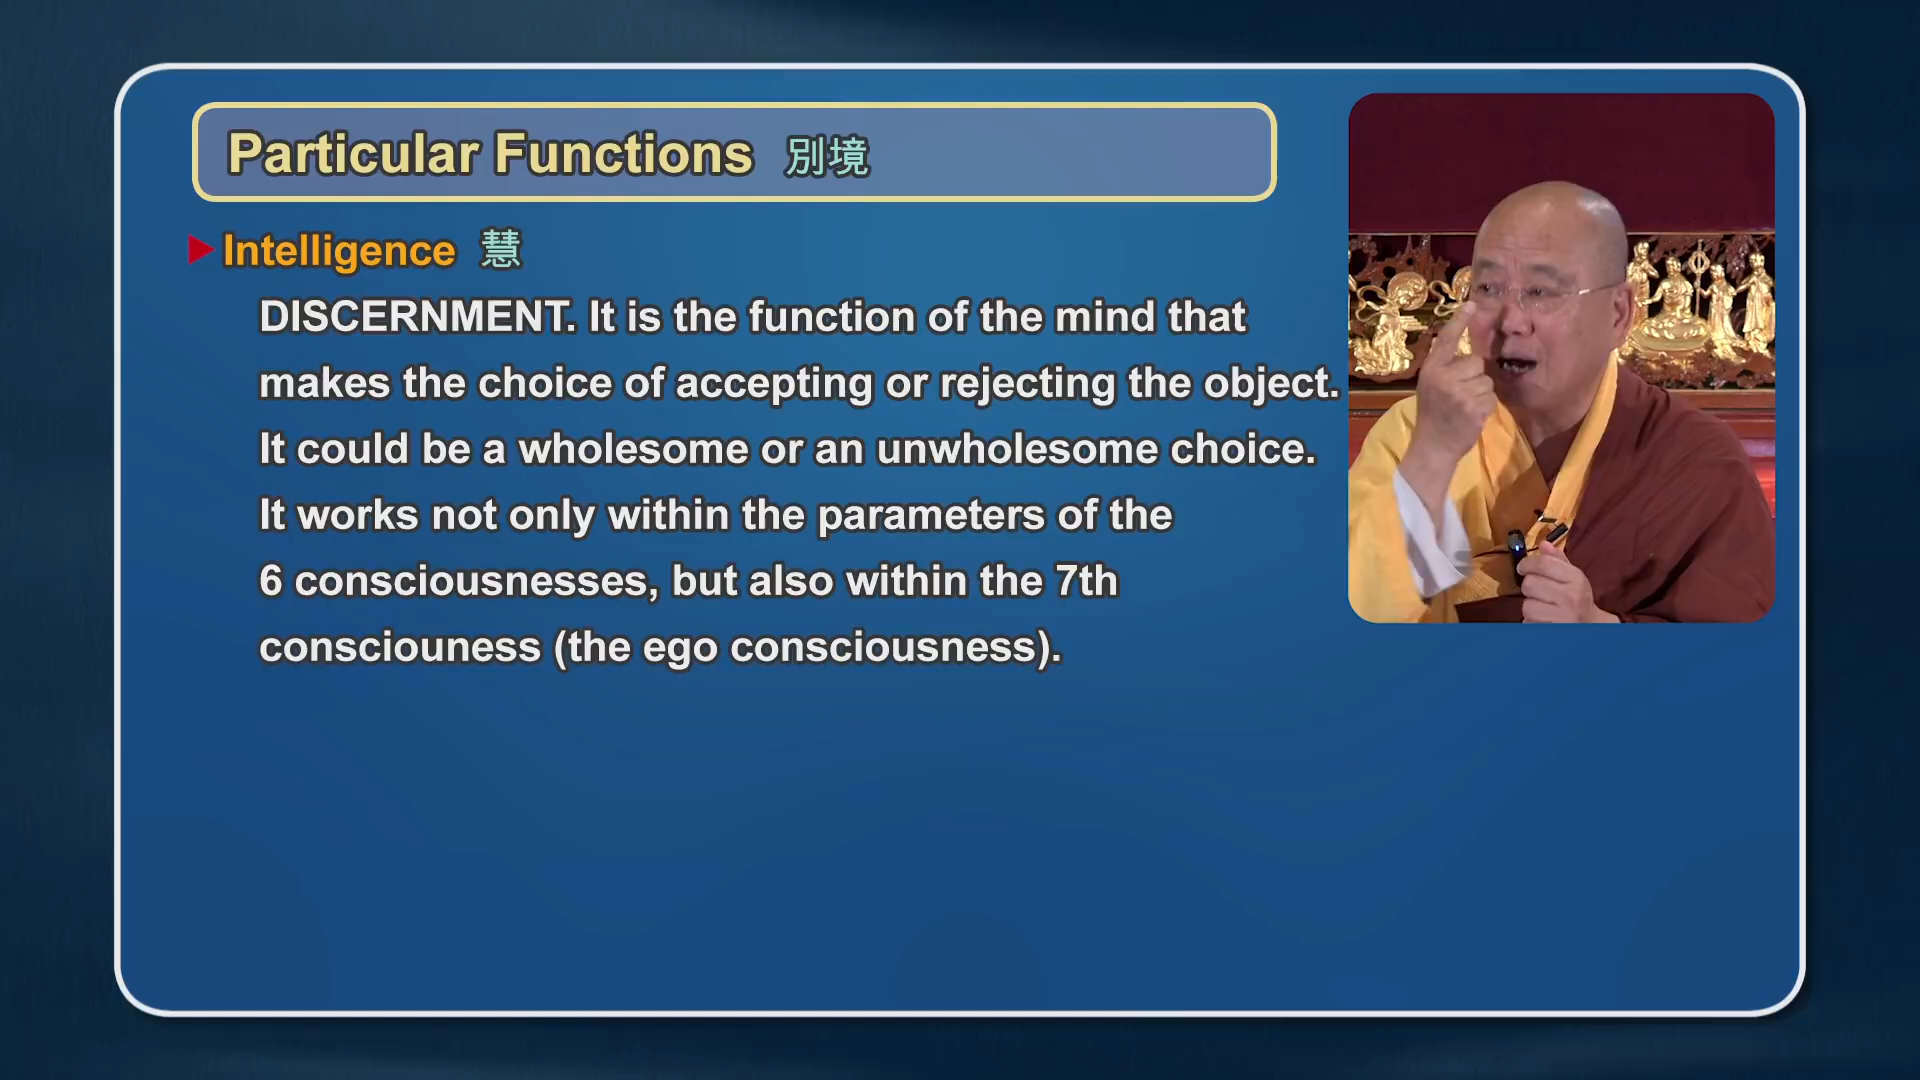 Particular Functions 別境
Intelligence 慧
DISCERNMENT. It is the function of the mind that
makes the choice of accepting or rejecting the object.
It could be a wholesome or an unwholesome choice.
It works not only within the parameters of the
6 consciousnesses, but also within the 7th
consciouness (the ego consciousness).